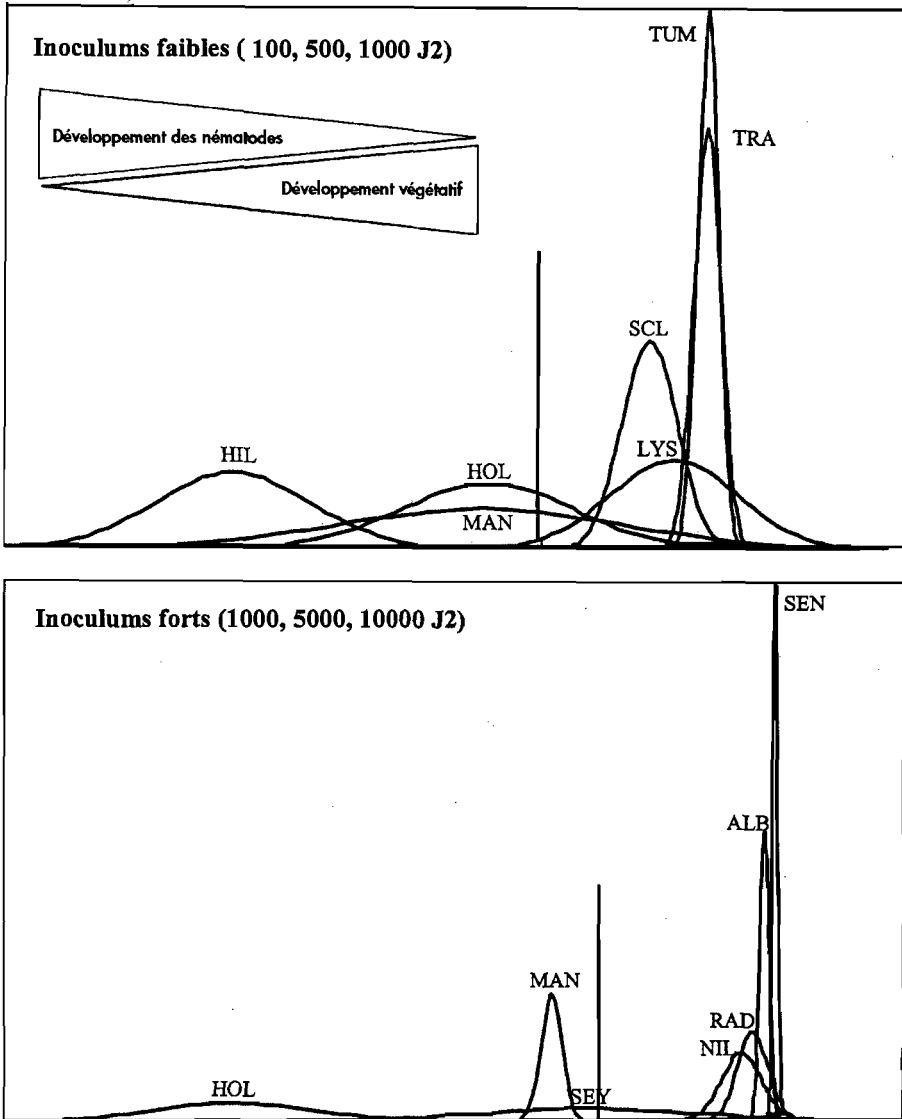 Inoculums faibles ( 100, 500, 1000 J2)
TUM
TRA
Développement des nématodes
Développement végétatif
SCL
HIL
HOL
LYS
MAN
Inoculums forts (1000, 5000, 10000 J2)
SEN
ALB
MAN
RAD
NIL
HOL
SEY